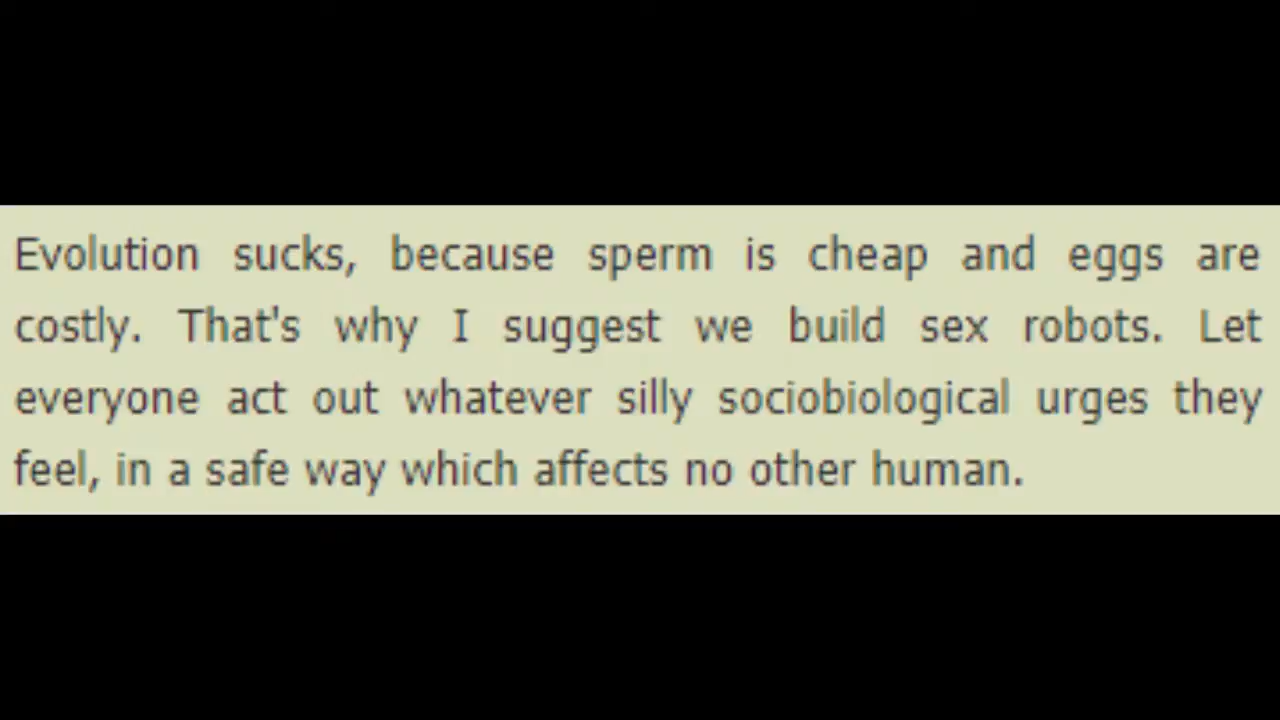 Evolution sucks, because sperm is cheap and eggs are
costly. That's why I suggest we build sex robots. Let
everyone act out whatever silly sociobiological urges they
feel, in a safe way which affects no other human.